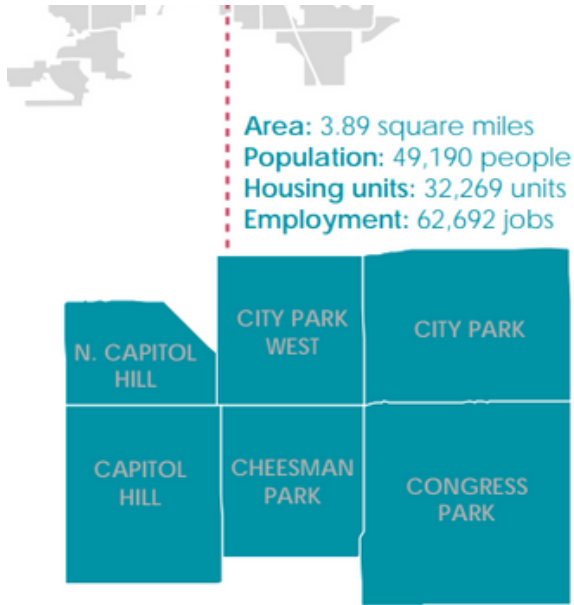 Area: 3.89 square miles
Population: 49,190 people
Housing units: 32,269 units
Employment: 62,692 jobs
N. CAPITOL
HILL
CITY PARK
WEST
CITY PARK
CAPITOL
HILL
CHEESMAN
PARK
CONGRESS
PARK